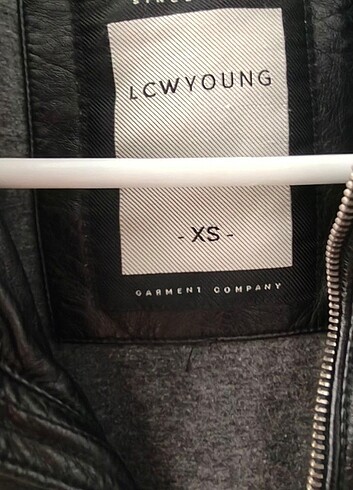 LCWYOUNG
- XS -
GARMENT COMPANY